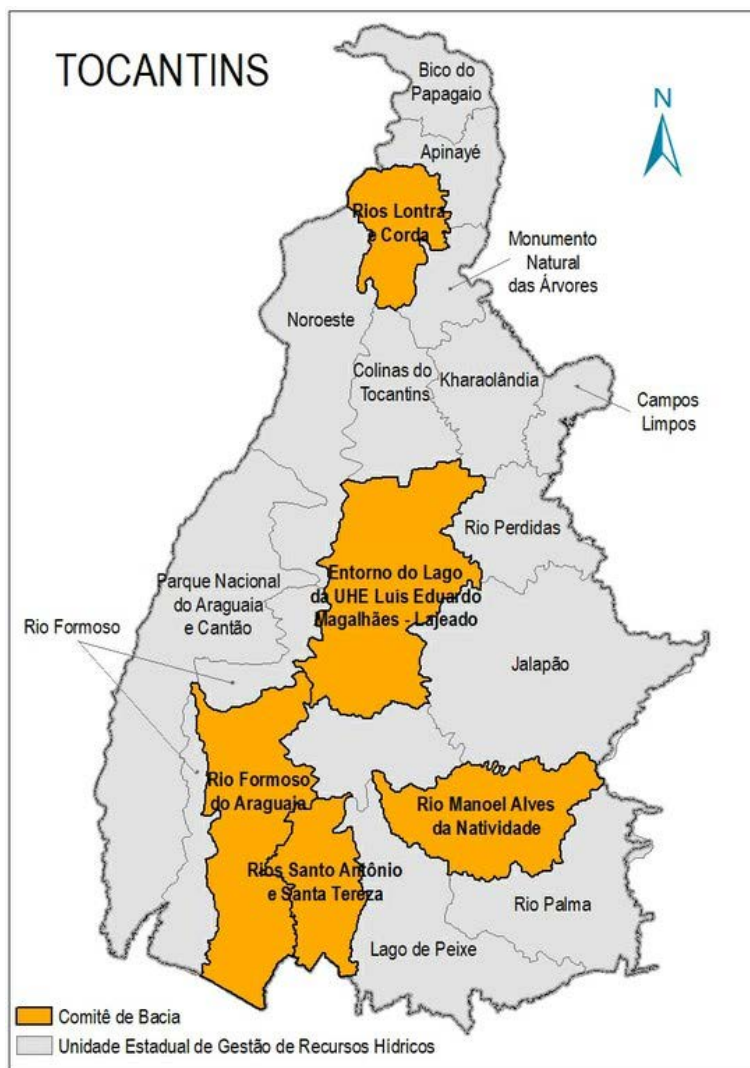 TOCANTINS
Bico do
Papagaio
N
Apinayé
Rios Lontra
e Corda
Monumento
Natural
das Árvores
Noroeste
Colinas do
Tocantins
Kharaolândia
Campos
Limpos
Rio Perdidas
Entorno do Lago
da UHE Luis Eduardo
Magalhães - Lajeado
Parque Nacional
do Araguaia
e Cantão
Rio Formoso
Jalapão
Rio Formoso
do Araguaia
Rio Manoel Alves
da Natividade
Rios Santo Antônio
e Santa Tereza
Rio Palma
Lago de Peixe
Comitê de Bacia
Unidade Estadual de Gestão de Recursos Hídricos